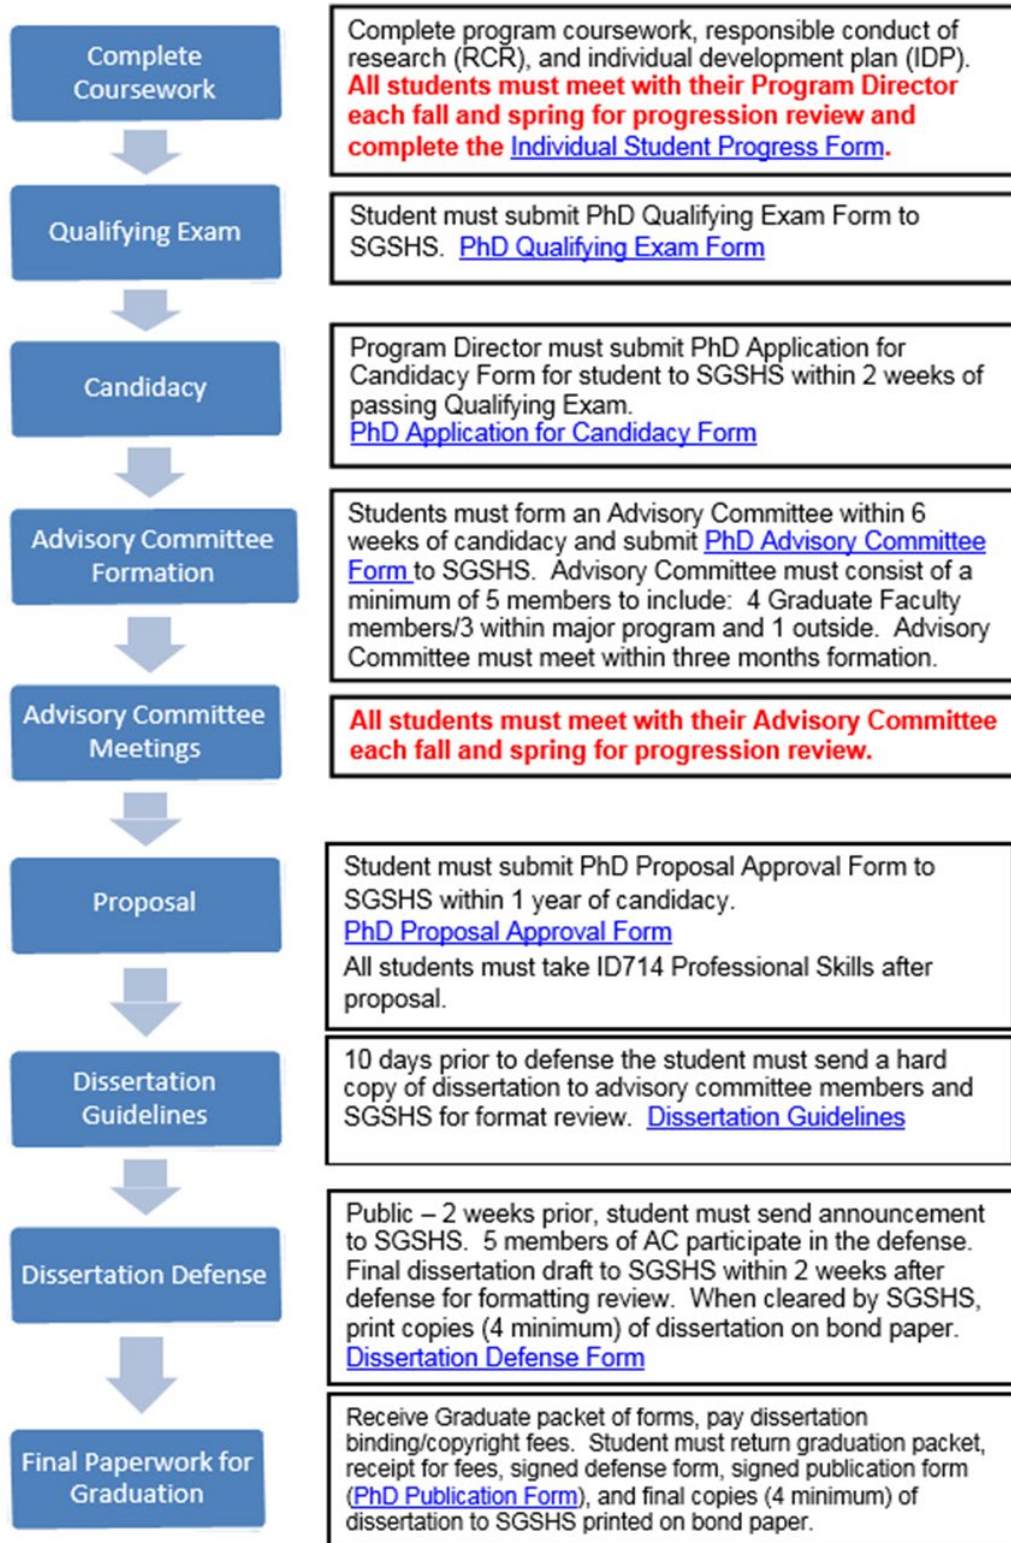 Complete
Coursework
Complete program coursework, responsible conduct of
research (RCR), and individual development plan (IDP).
All students must meet with their Program Director
each fall and spring for progression review and
complete the Individual Student Progress Form.
Qualifying Exam
Student must submit PhD Qualifying Exam Form to
SGSHS.  PhD Qualifying Exam Form
Candidacy
Program Director must submit PhD Application for
Candidacy Form for student to SGSHS within 2 weeks of
passing Qualifying Exam.
PhD Application for Candidacy Form
Advisory Committee
Formation
Students must form an Advisory Committee within 6
weeks of candidacy and submit PhD Advisory Committee
Form to SGSHS.  Advisory Committee must consist of a
minimum of 5 members to include:  4 Graduate Faculty
members/3 within major program and 1 outside.  Advisory
Committee must meet within three months formation.
Advisory Committee
Meetings
All students must meet with their Advisory Committee
each fall and spring for progression review.
Proposal
Student must submit PhD Proposal Approval Form to
SGSHS within 1 year of candidacy.
PhD Proposal Approval Form
All students must take ID714 Professional Skills after
proposal.
Dissertation
Guidelines
10 days prior to defense the student must send a hard
copy of dissertation to advisory committee members and
SGSHS for format review.  Dissertation Guidelines
Dissertation Defense
Public – 2 weeks prior, student must send announcement
to SGSHS.  5 members of AC participate in the defense.
Final dissertation draft to SGSHS within 2 weeks after
defense for formatting review.  When cleared by SGSHS,
print copies (4 minimum) of dissertation on bond paper.
Dissertation Defense Form
Final Paperwork for
Graduation
Receive Graduate packet of forms, pay dissertation
binding/copyright fees.  Student must return graduation packet,
receipt for fees, signed defense form, signed publication form
(PhD Publication Form), and final copies (4 minimum) of
dissertation to SGSHS printed on bond paper.